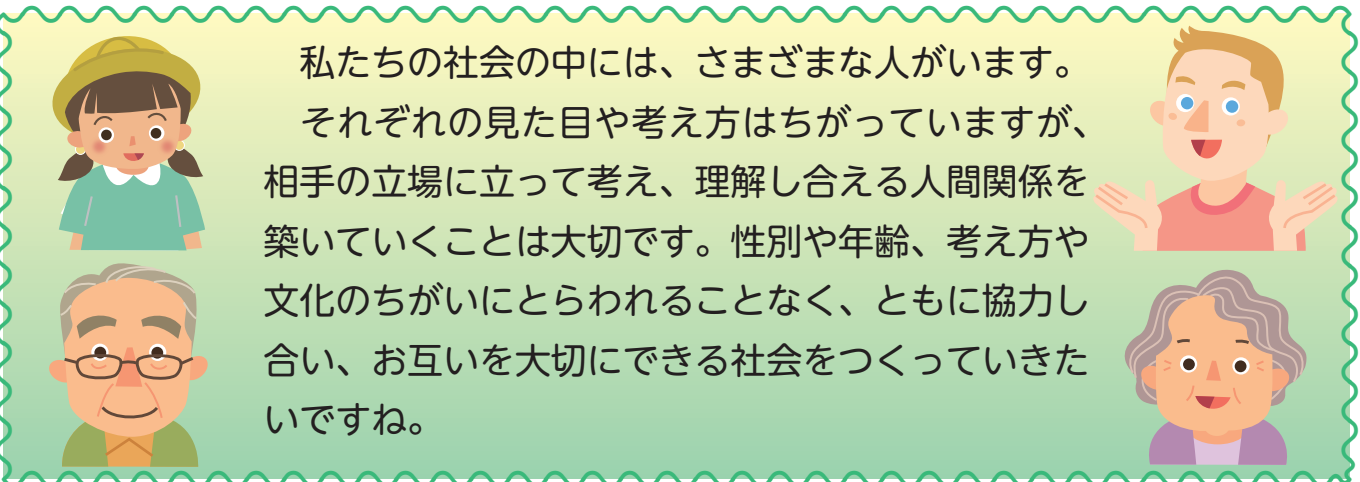 私たちの社会の中には、さまざまな人がいます。
　それぞれの見た目や考え方はちがっていますが、
相手の立場に立って考え、理解し合える人間関係を
築いていくことは大切です。性別や年齢、考え方や
文化のちがいにとらわれることなく、ともに協力し
合い、お互いを大切にできる社会をつくっていきた
いですね。